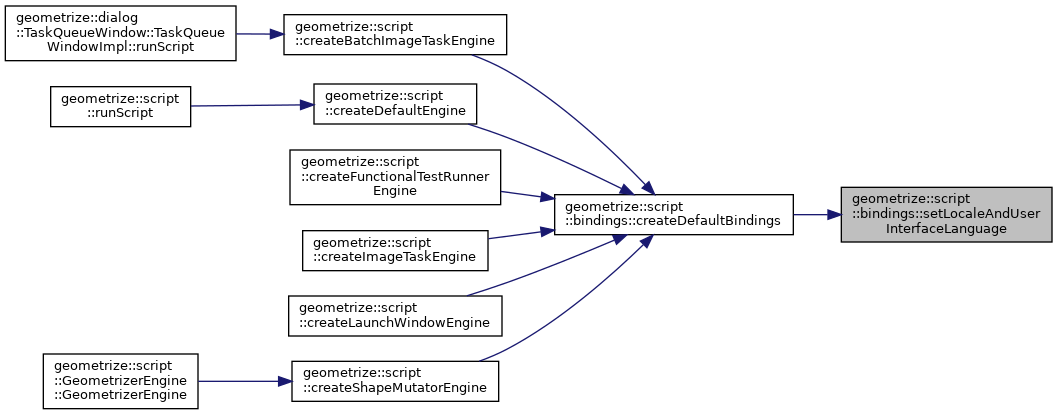 geometrize::dialog
::TaskQueueWindow::TaskQueue
WindowImpl::runScript
geometrize::script
::createBatchImageTaskEngine
geometrize::script
::runScript
geometrize::script
::createDefaultEngine
geometrize::script
::createFunctionalTestRunner
Engine
geometrize::script
::createImageTaskEngine
geometrize::script
::createLaunchWindowEngine
geometrize::script
::GeometrizerEngine
::GeometrizerEngine
geometrize::script
::createShapeMutatorEngine
geometrize::script
::bindings::createDefaultBindings
geometrize::script
::bindings::setLocaleAndUser
InterfaceLanguage